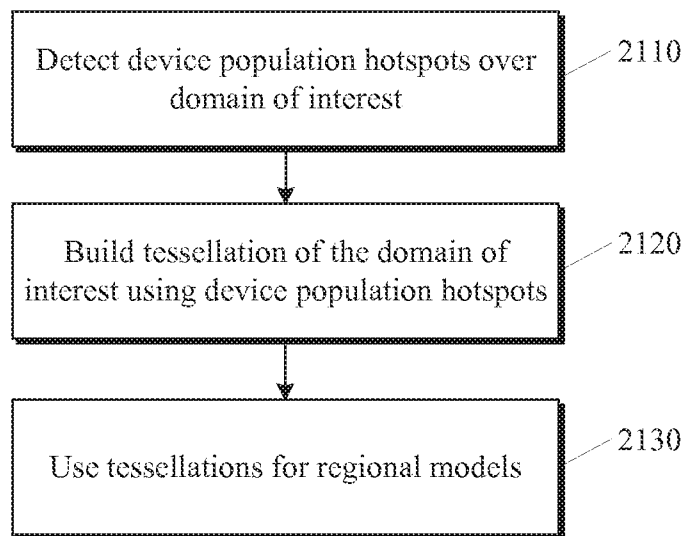 Detect device population hotspots over
domain of interest
2110
Build tessellation of the domain of
interest using device population hotspots
2120
Use tessellations for regional models
2130